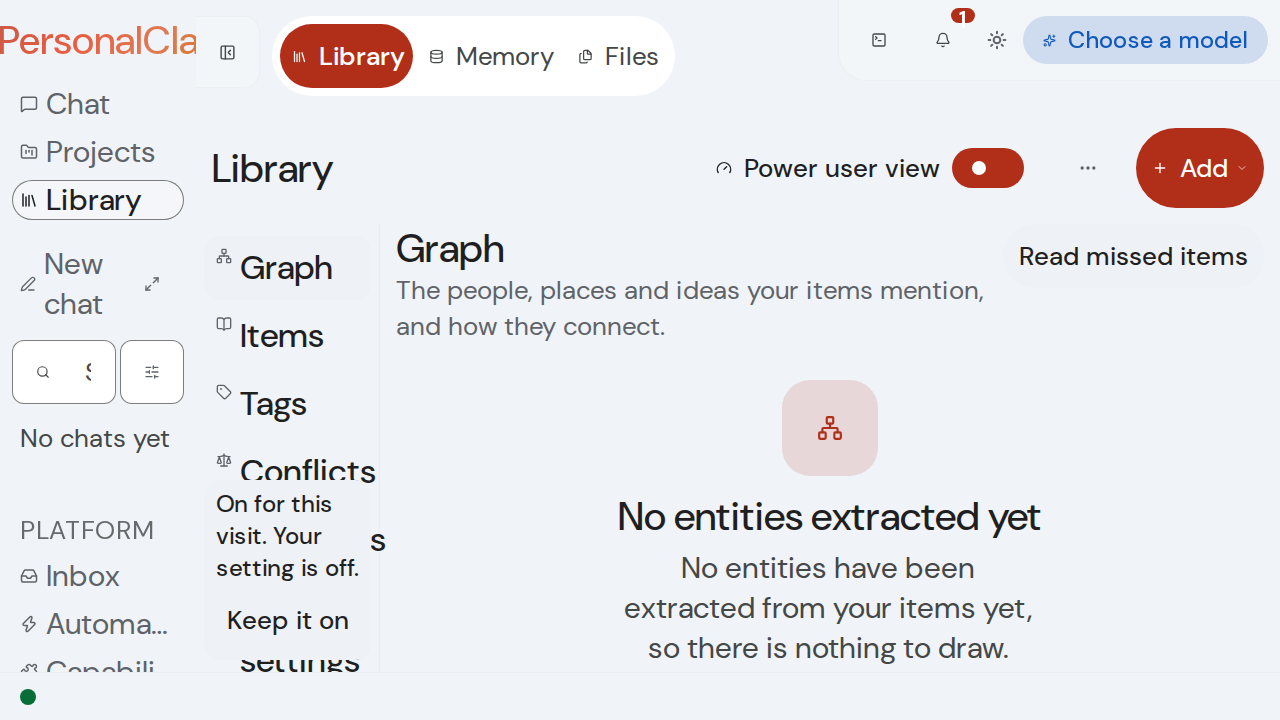 PersonalCla
Library
Memory
Files
1
Choose a model
Chat
Projects
Library
New
chat
No chats yet
PLATFORM
Inbox
Automa...
Library
Power user view
Add
Graph
Items
Tags
Conflicts
On for this
visit. Your
setting is off.
Keep it on
settings
Graph
The people, places and ideas your items mention,
and how they connect.
Read missed items
No entities extracted yet
No entities have been
extracted from your items yet,
so there is nothing to draw.